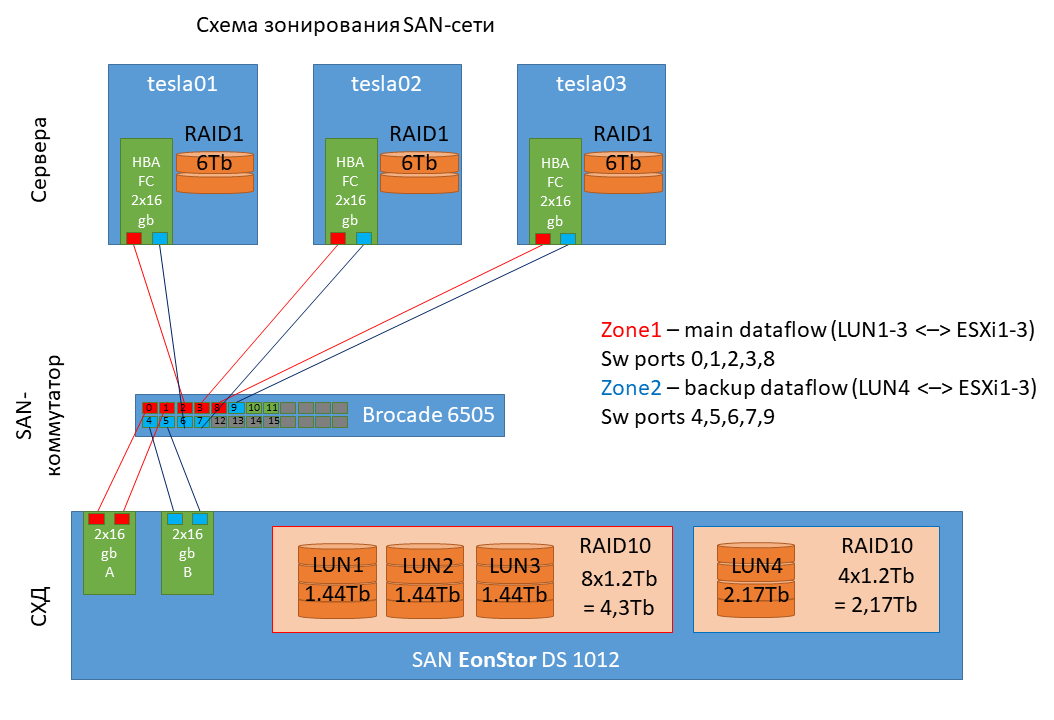 Схема зонирования SAN-сети
Сервера
tesla01
RAID1
6Tb
HBA
FC
2x16
gb
tesla02
RAID1
6Tb
HBA
FC
2x16
gb
tesla03
RAID1
6Tb
HBA
FC
2x16
gb
Zone1 – main dataflow (LUN1-3 <–> ESXi1-3)
Sw ports 0,1,2,3,8
Zone2 – backup dataflow (LUN4 <–> ESXi1-3)
Sw ports 4,5,6,7,9
SAN-
коммутатор
0 1 2 3 8 9 10 11
4 5 6 7 12 13 14 15
Brocade 6505
СХД
2x16
gb
A
2x16
gb
B
LUN1
1.44Tb
LUN2
1.44Tb
LUN3
1.44Tb
RAID10
8x1.2Tb
= 4,3Tb
LUN4
2.17Tb
RAID10
4x1.2Tb
= 2,17Tb
SAN EonStor DS 1012